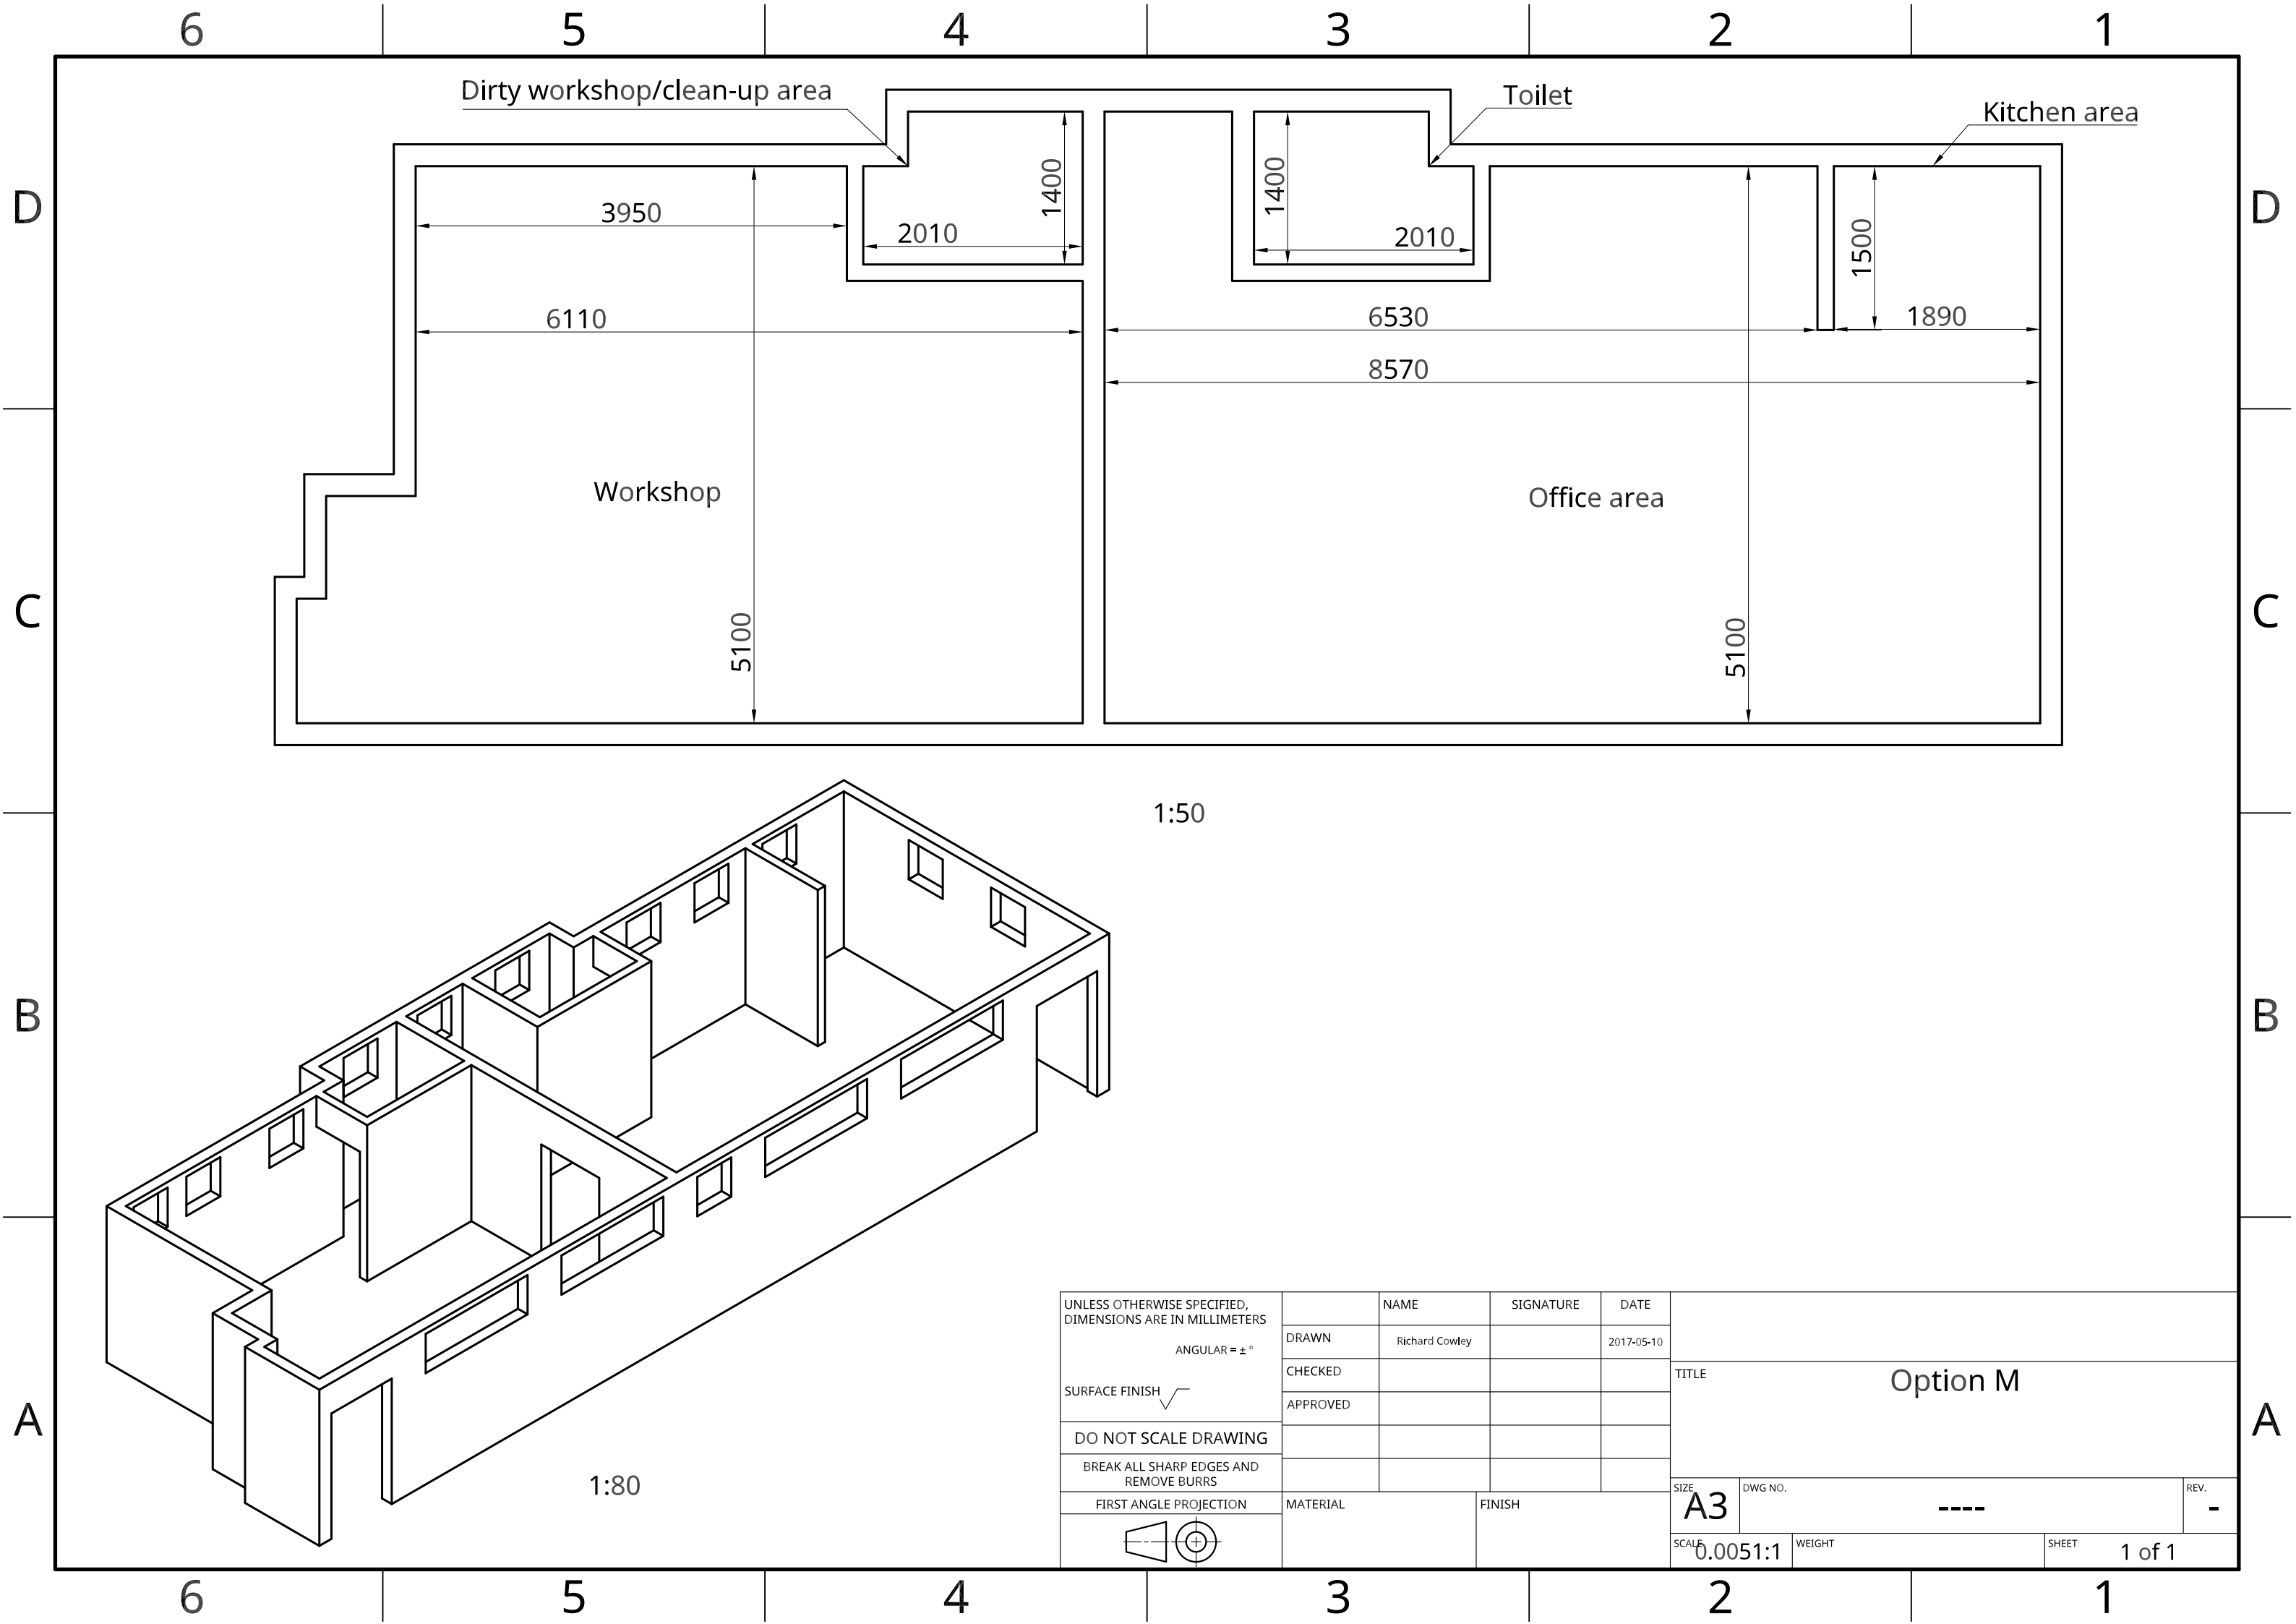 6 5 4 3 2 1
Dirty workshop/clean-up area
Toilet
Kitchen area
D
D
3950
2010
1400
1400
2010
1500
6110
6530
1890
8570
C
C
Workshop
Office area
5100
5100
1:50
B
B
1:80
A
A
UNLESS OTHERWISE SPECIFIED,
DIMENSIONS ARE IN MILLIMETERS
ANGULAR = ± °
SURFACE FINISH
DO NOT SCALE DRAWING
BREAK ALL SHARP EDGES AND
REMOVE BURRS
FIRST ANGLE PROJECTION
NAME SIGNATURE DATE
DRAWN Richard Cowley 2017-05-10
CHECKED
APPROVED
MATERIAL FINISH
TITLE Option M
SIZE A3 DWG NO. ---- REV. -
SCALE 0.0051:1 WEIGHT SHEET 1 of 1
6 5 4 3 2 1